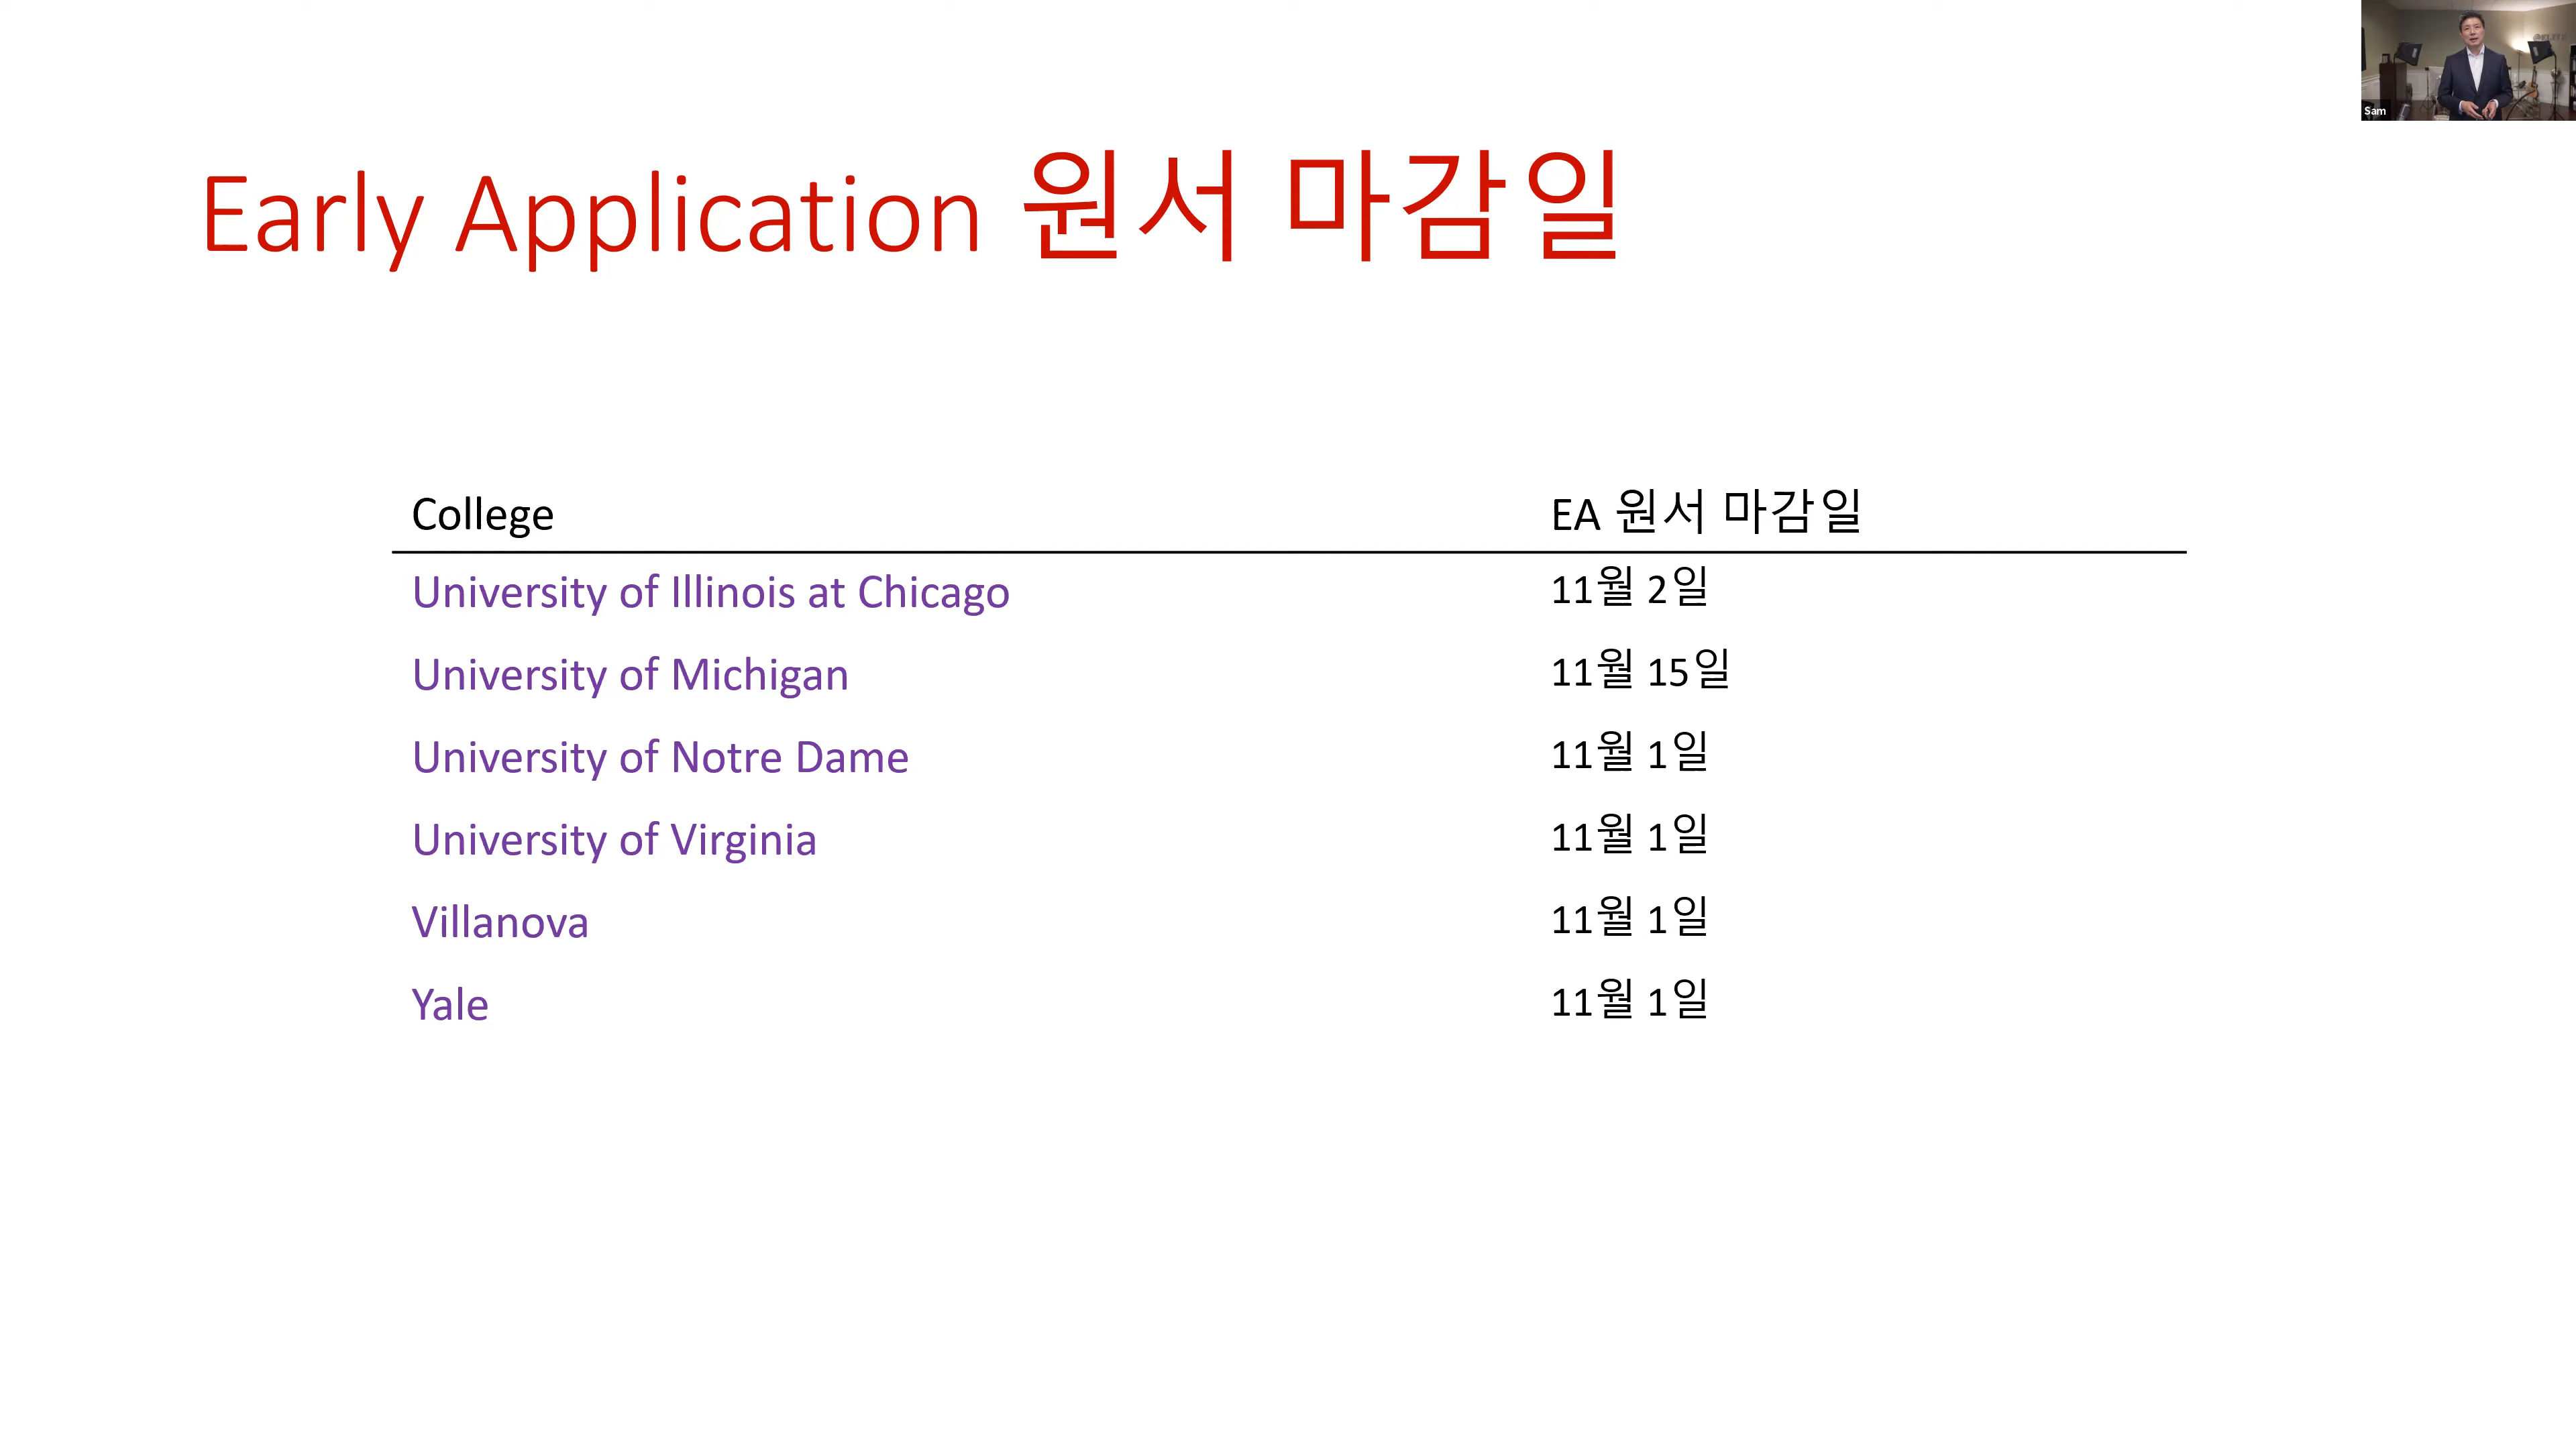 Sam
Early Application 원서 마감일
College EA 원서 마감일
University of Illinois at Chicago 11월 2일
University of Michigan 11월 15일
University of Notre Dame 11월 1일
University of Virginia 11월 1일
Villanova 11월 1일
Yale 11월 1일